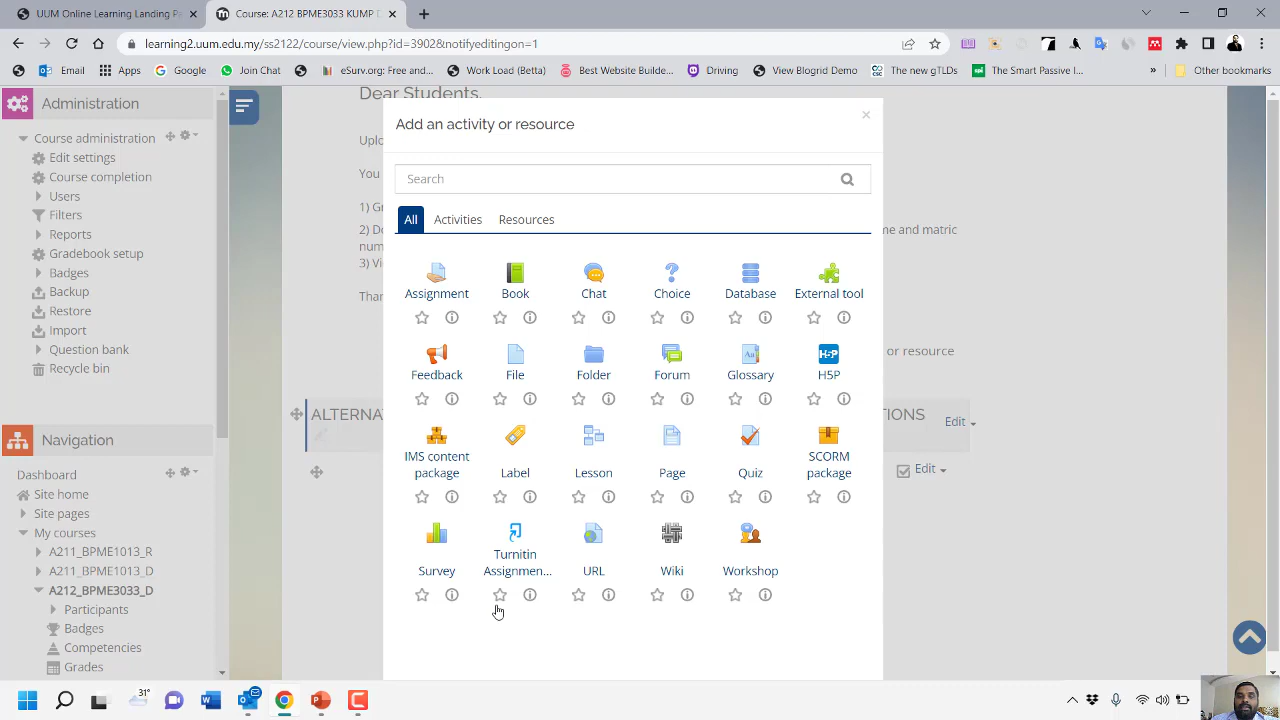 UUM Online Learning Landing P
Course: A212 BPME3033 KUMP
learning2.uum.edu.my/ss2122/course/view.php?id=3902&notifyeditingon=1
Email
Apps
Google
Join Chat
eSurv.org: Free and...
Work Load (Betta)
Best Website Builde...
Driving
View Blogrid Demo
The new gTLDs
The Smart Passive I...
Other bookmarks
Administration
Course administration
Edit settings
Course completion
Users
Filters
Reports
Gradebook setup
Badges
Backup
Restore
Import
Question bank
Recycle bin
Navigation
Dashboard
Site home
Site pages
My courses
A211_BPME1013_R
A211_BPME1013_D
A212_BPME3033_D
Participants
Badges
Competencies
Grades
Dear Students,
You
me and matric
num
or resource
ALTERNA
IONS
Edit
Edit
Add an activity or resource
Search
All Activities Resources
Assignment Book Chat Choice Database External tool
Feedback File Folder Forum Glossary H5P
IMS content package
Label Lesson Page Quiz
SCORM package
Survey
Turnitin Assignmen...
URL Wiki Workshop
31°